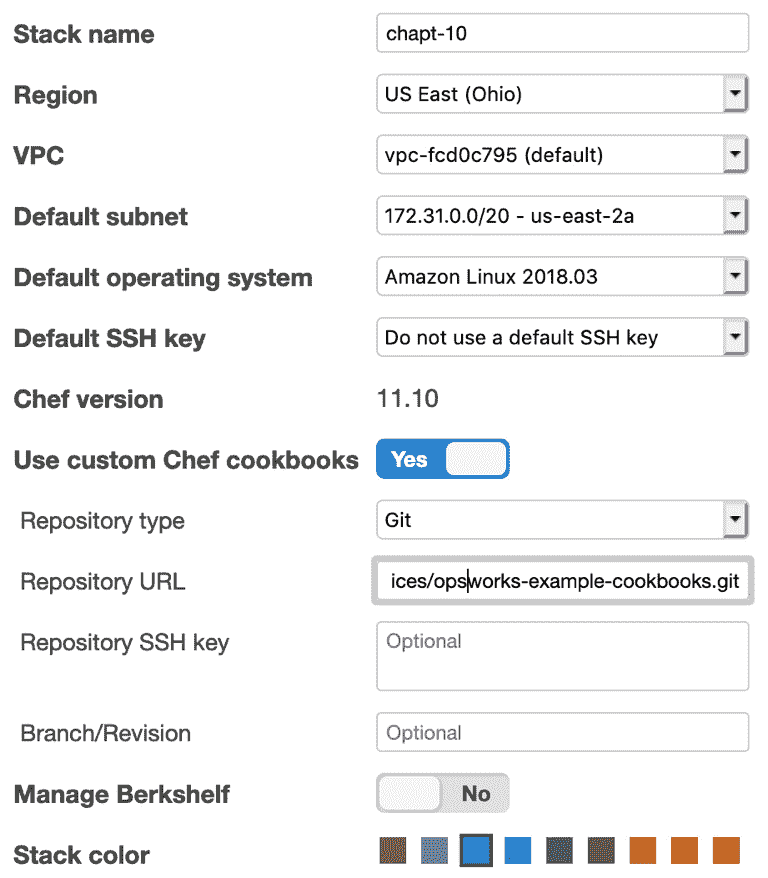 Stack name chapt-10
Region US East (Ohio)
VPC vpc-fcd0c795 (default)
Default subnet 172.31.0.0/20 - us-east-2a
Default operating system Amazon Linux 2018.03
Default SSH key Do not use a default SSH key
Chef version 11.10
Use custom Chef cookbooks Yes
Repository type Git
Repository URL ices/opsworks-example-cookbooks.git
Repository SSH key Optional
Branch/Revision Optional
Manage Berkshelf No
Stack color